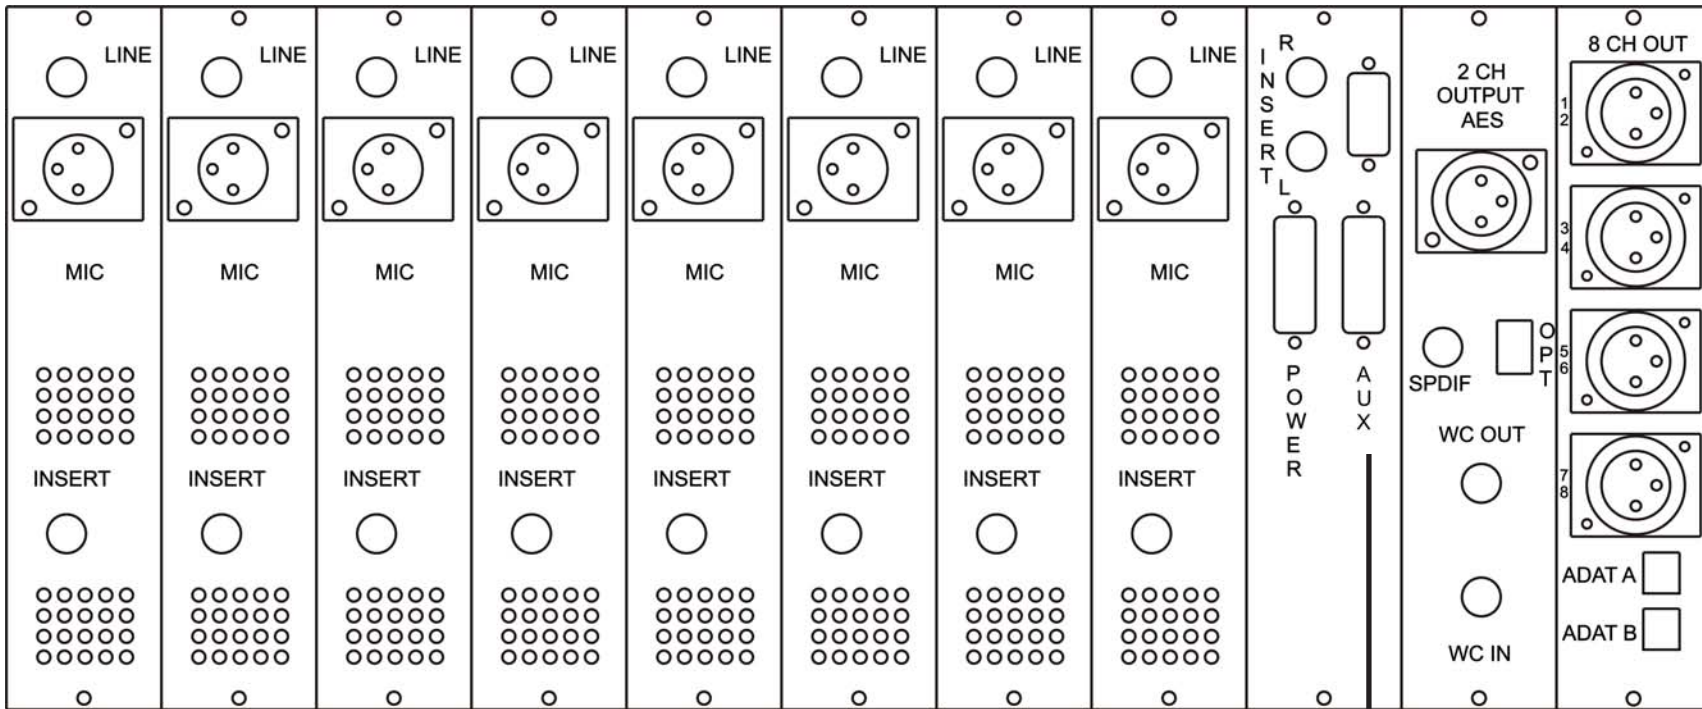 LINE
MIC
INSERT
LINE
MIC
INSERT
LINE
MIC
INSERT
LINE
MIC
INSERT
LINE
MIC
INSERT
LINE
MIC
INSERT
LINE
MIC
INSERT
LINE
MIC
INSERT
INSERT
R
L
POWER
AUX
2 CH
OUTPUT
AES
SPDIF
OPT
WC OUT
WC IN
8 CH OUT
1
2
3
4
5
6
7
8
ADAT A
ADAT B